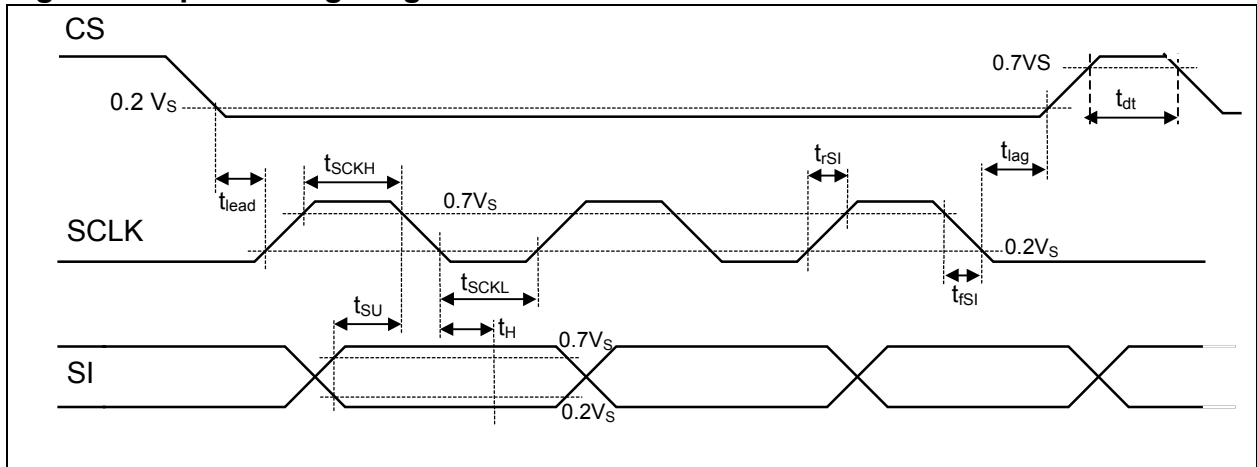 CS
0.7VS
0.2 VS
tdt
tSCKH
trSI
tlag
tlead
0.7VS
SCLK
0.2VS
tSCKL
tfSI
tSU
tH
0.7VS
SI
0.2VS